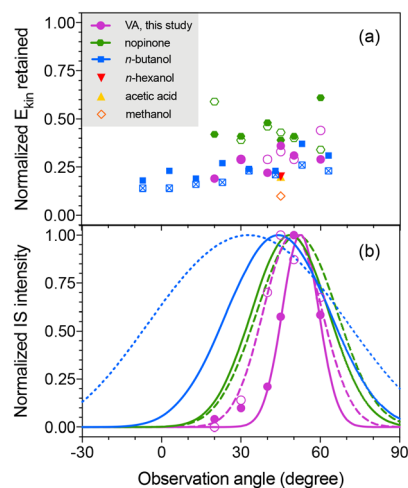 VA, this study
nopinone
n-butanol
n-hexanol
acetic acid
methanol
(a)
Normalized Ekin retained
1.00
0.75
0.50
0.25
0.00
(b)
Normalized IS intensity
1.00
0.75
0.50
0.25
0.00
-30
0
30
60
90
Observation angle (degree)